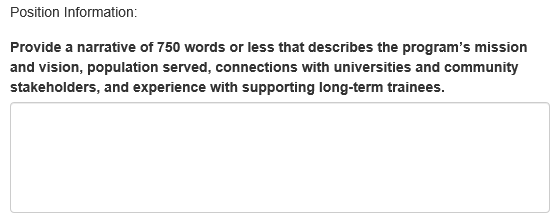 Position Information:
Provide a narrative of 750 words or less that describes the program's mission
and vision, population served, connections with universities and community
stakeholders, and experience with supporting long-term trainees.